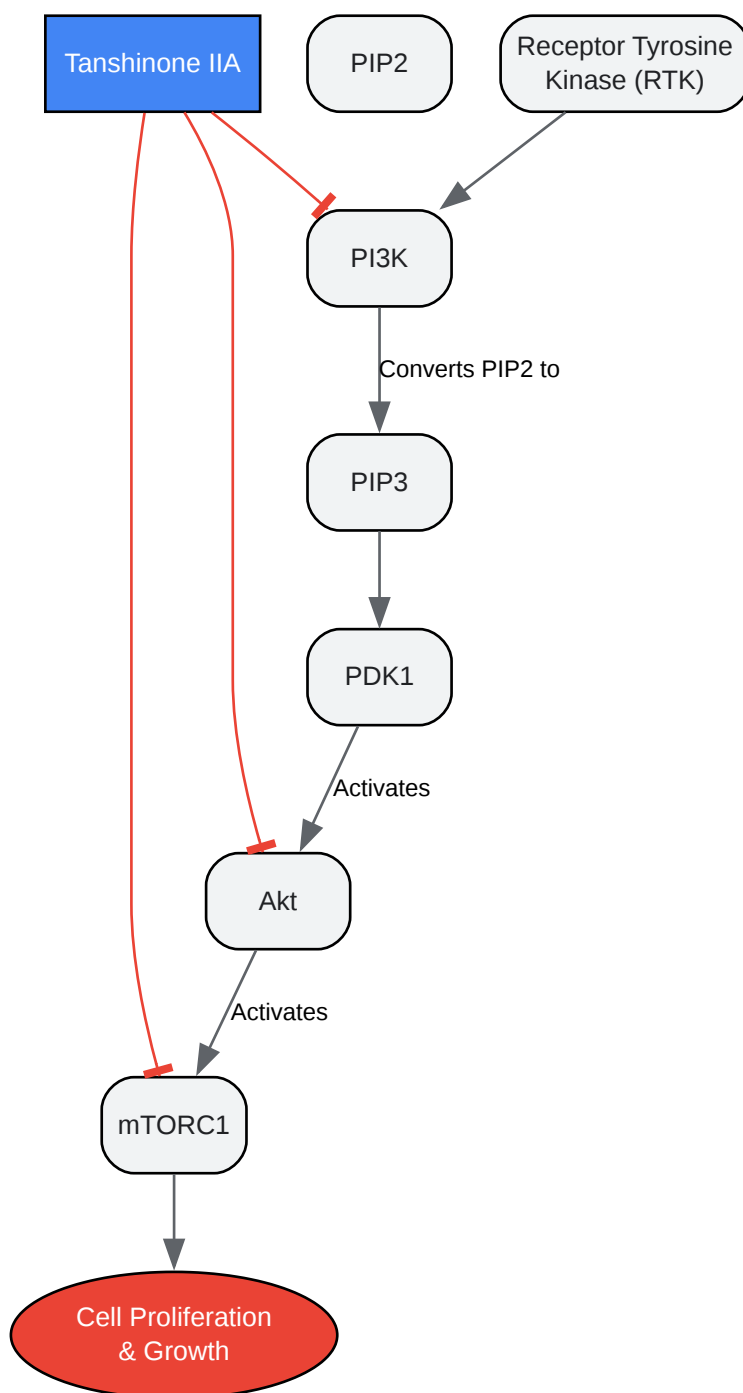 Tanshinone IIA
PIP2
Receptor Tyrosine
Kinase (RTK)
PI3K
Converts PIP2 to
PIP3
PDK1
Activates
Akt
Activates
mTORC1
Cell Proliferation
& Growth